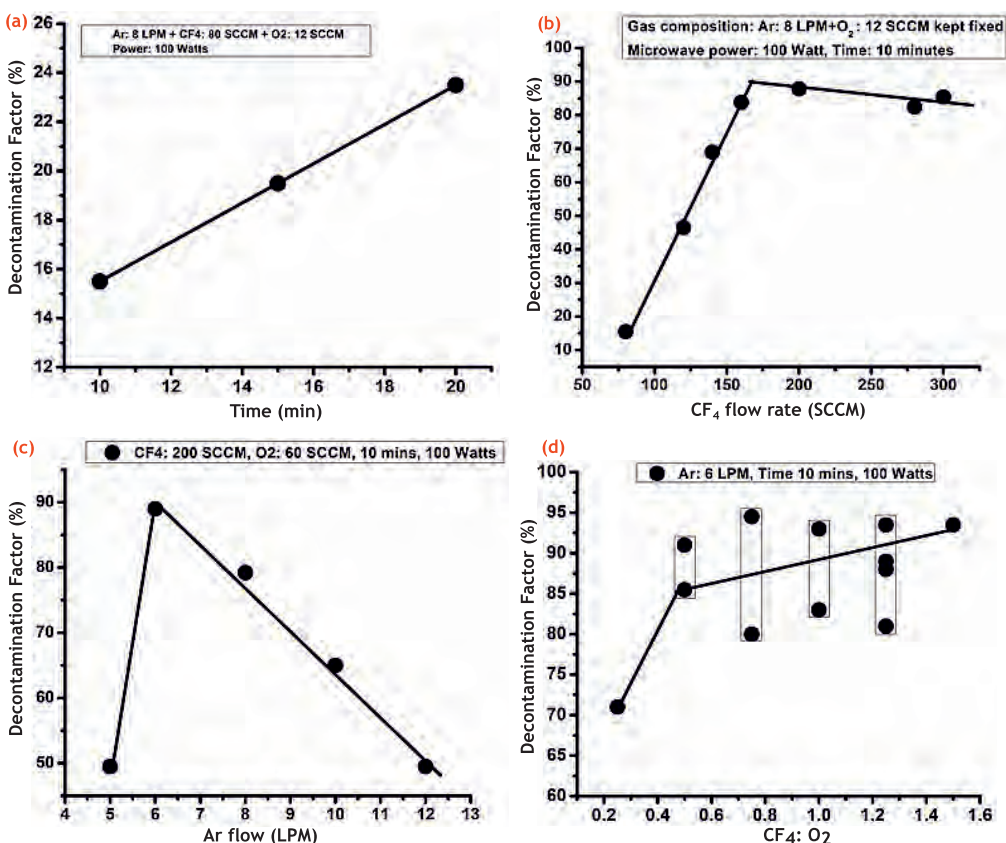 (a)
Ar: 8 LPM + CF4: 80 SCCM + O2: 12 SCCM
Power: 100 Watts
Decontamination Factor (%)
26
24
22
20
18
16
14
12
10 12 14 16 18 20
Time (min)
(b)
Gas composition: Ar: 8 LPM+O₂ : 12 SCCM kept fixed
Microwave power: 100 Watt, Time: 10 minutes
Decontamination Factor (%)
100
90
80
70
60
50
40
30
20
10
50 100 150 200 250 300
CF₄ flow rate (SCCM)
(c)
CF4: 200 SCCM, O2: 60 SCCM, 10 mins, 100 Watts
Decontamination Factor (%)
90
80
70
60
50
4 5 6 7 8 9 10 11 12 13
Ar flow (LPM)
(d)
Ar: 6 LPM, Time 10 mins, 100 Watts
Decontamination Factor (%)
100
95
90
85
80
75
70
65
60
0.2 0.4 0.6 0.8 1.0 1.2 1.4 1.6
CF4: O₂